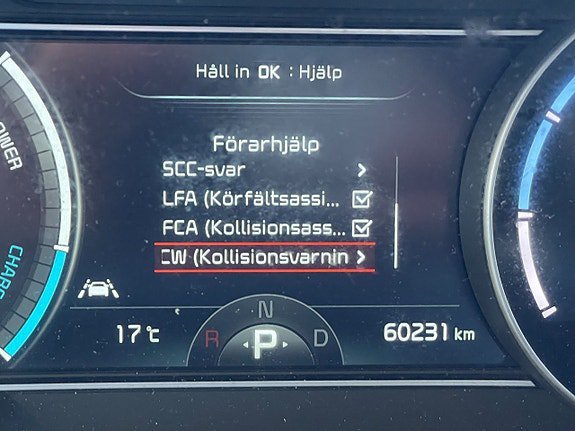 Håll in OK : Hjälp
Förarhjälp
SCC-svar
LFA (Körfältsassi...
FCA (Kollisionsass...
CW (Kollisionsvarnin
N
R P D
17°C
60231 km